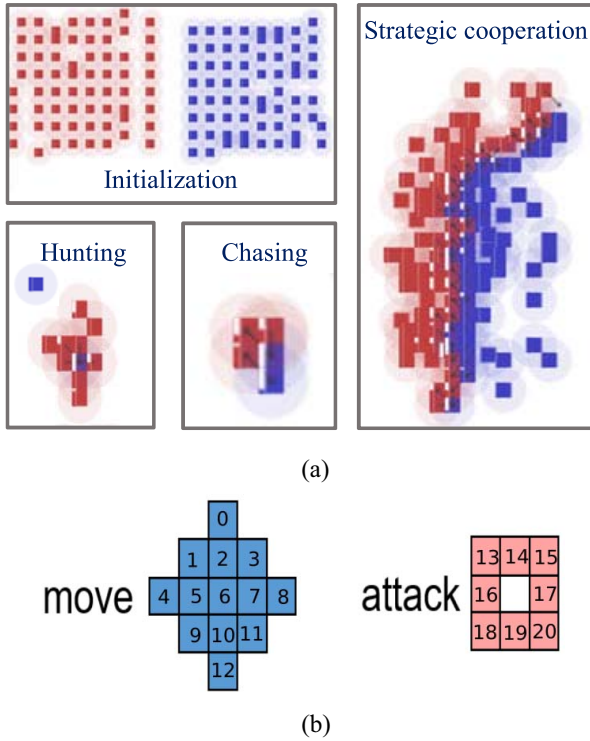 Strategic cooperation
Initialization
Hunting
Chasing
(a)
move
0
1 2 3
4 5 6 7 8
9 10 11
12
attack
13 14 15
16 17
18 19 20
(b)